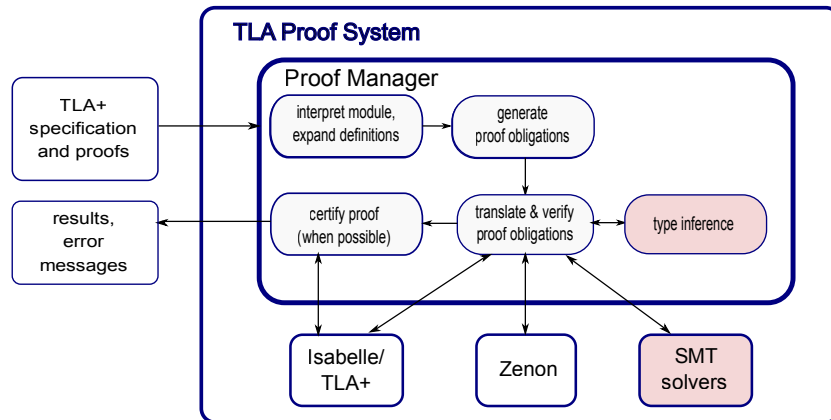 TLA Proof System
Proof Manager
TLA+
specification
and proofs
interpret module,
expand definitions
generate
proof obligations
results,
error
messages
certify proof
(when possible)
translate & verify
proof obligations
type inference
Isabelle/
TLA+
Zenon
SMT
solvers